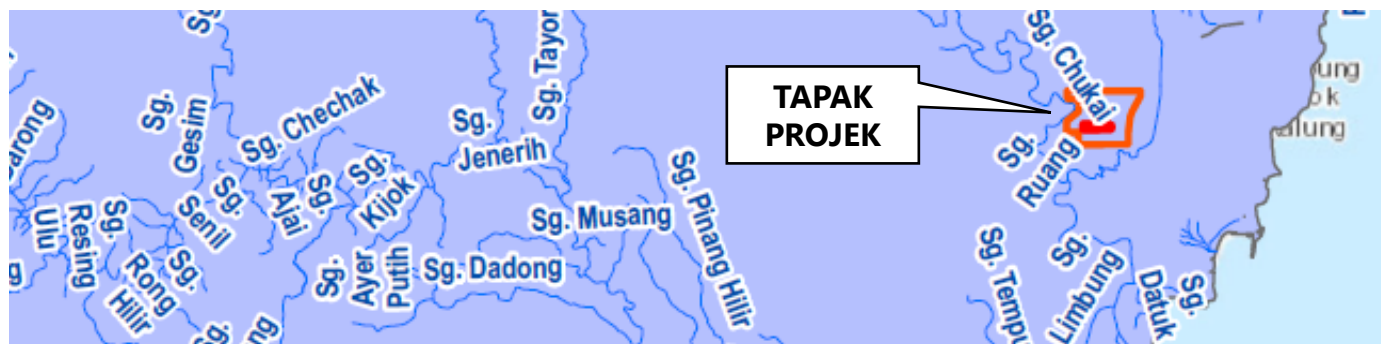 Sg.
Sg. Tayor
Sg. Chukai
TAPAK
PROJEK
Sg.
Gesim
Sg. Chechak
Sg.
Jenerih
Sg.
Ruang
Sg.
Kijok
Sg.
Ajai
Sg.
Senil
Sg. Pinang Hilir
Sg. Musang
Ulu
Resing
Sg.
Sg.
Rong
Hilir
Sg.
Ayer
Putih
Sg. Dadong
Sg.
Limbung
Sg.
Datuk
Sg.